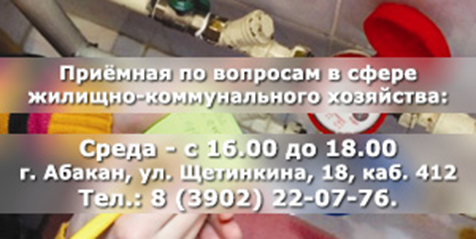 Приёмная по вопросам в сфере
жилищно-коммунального хозяйства:
Среда - с 16.00 до 18.00
г. Абакан, ул. Щетинкина, 18, каб. 412
Тел.: 8 (3902) 22-07-76.